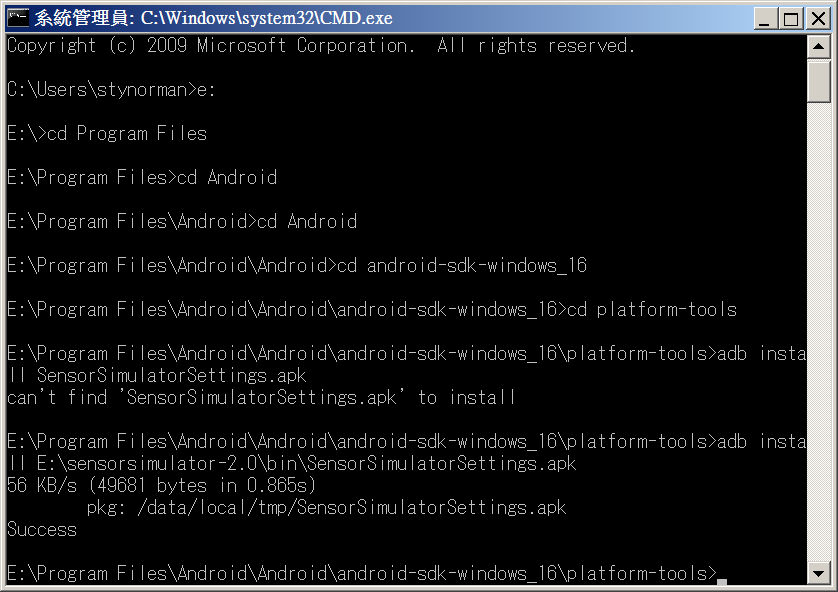 系統管理員: C:\Windows\system32\CMD.exe
Copyright (c) 2009 Microsoft Corporation.  All rights reserved.
C:\Users\stynorman>e:
E:\>cd Program Files
E:\Program Files>cd Android
E:\Program Files\Android>cd Android
E:\Program Files\Android\Android>cd android-sdk-windows_16
E:\Program Files\Android\Android\android-sdk-windows_16>cd platform-tools
E:\Program Files\Android\Android\android-sdk-windows_16\platform-tools>adb insta
ll SensorSimulatorSettings.apk
can't find 'SensorSimulatorSettings.apk' to install
E:\Program Files\Android\Android\android-sdk-windows_16\platform-tools>adb insta
ll E:\sensorsimulator-2.0\bin\SensorSimulatorSettings.apk
56 KB/s (49681 bytes in 0.865s)
        pkg: /data/local/tmp/SensorSimulatorSettings.apk
Success
E:\Program Files\Android\Android\android-sdk-windows_16\platform-tools>